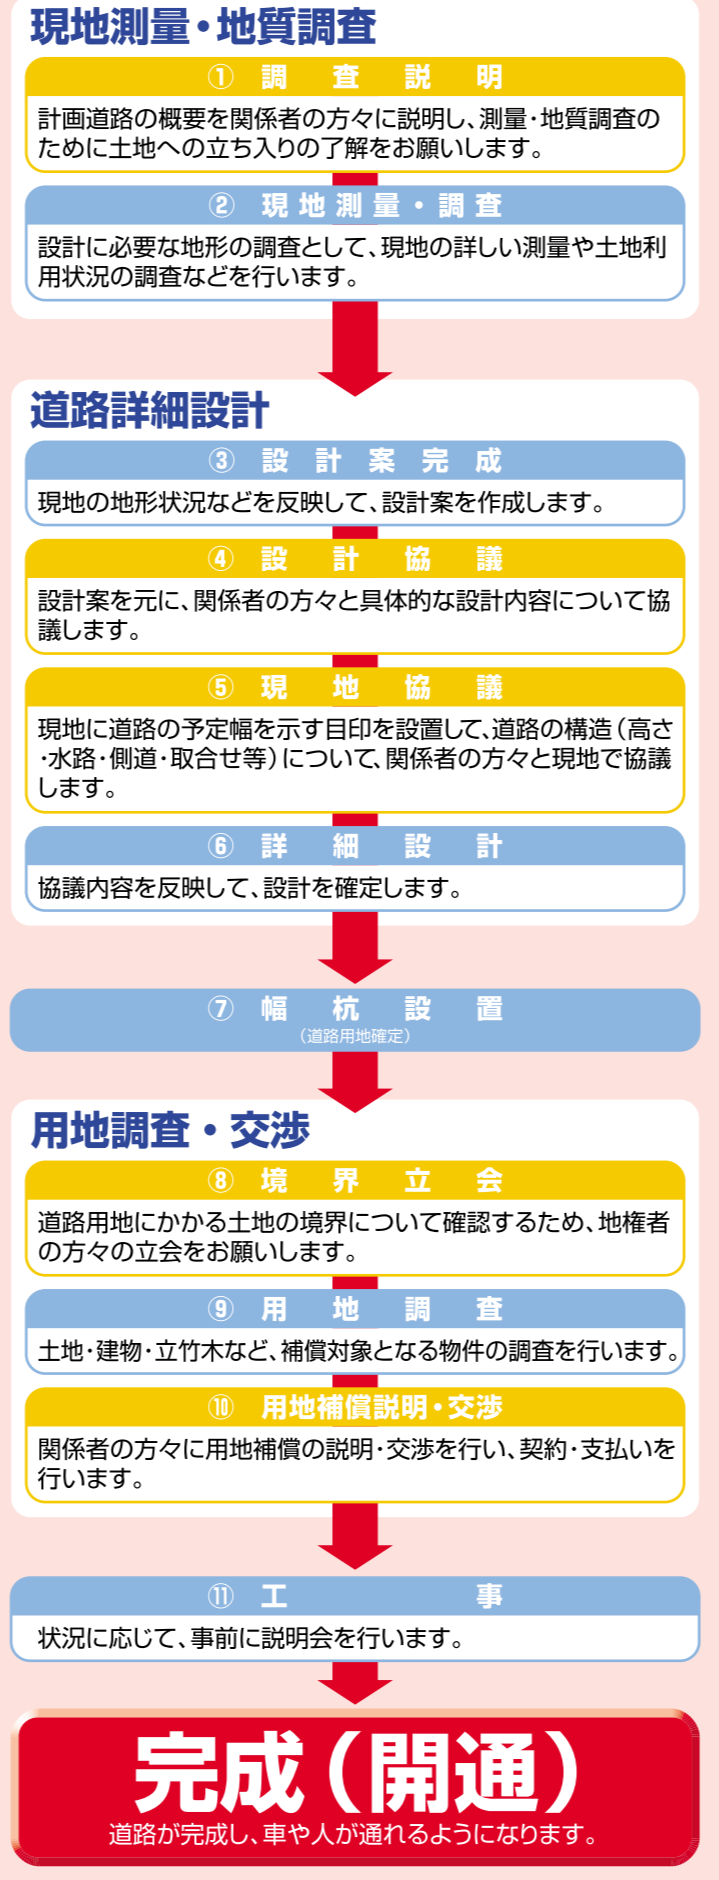 現地測量・地質調査
① 調査説明
計画道路の概要を関係者の方々に説明し、測量・地質調査の
ために土地への立ち入りの了解をお願いします。
② 現地測量・調査
設計に必要な地形の調査として、現地の詳しい測量や土地利
用状況の調査などを行います。
道路詳細設計
③ 設計案完成
現地の地形状況などを反映して、設計案を作成します。
④ 設計協議
設計案を元に、関係者の方々と具体的な設計内容について協
議します。
⑤ 現地協議
現地に道路の予定幅を示す目印を設置して、道路の構造（高さ
・水路・側道・取合せ等）について、関係者の方々と現地で協議
します。
⑥ 詳細設計
協議内容を反映して、設計を確定します。
⑦ 幅杭設置
（道路用地確定）
用地調査・交渉
⑧ 境界立会
道路用地にかかる土地の境界について確認するため、地権者
の方々の立会をお願いします。
⑨ 用地調査
土地・建物・立竹木など、補償対象となる物件の調査を行います。
⑩ 用地補償説明・交渉
関係者の方々に用地補償の説明・交渉を行い、契約・支払いを
行います。
⑪ 工事
状況に応じて、事前に説明会を行います。
完成（開通）
道路が完成し、車や人が通れるようになります。